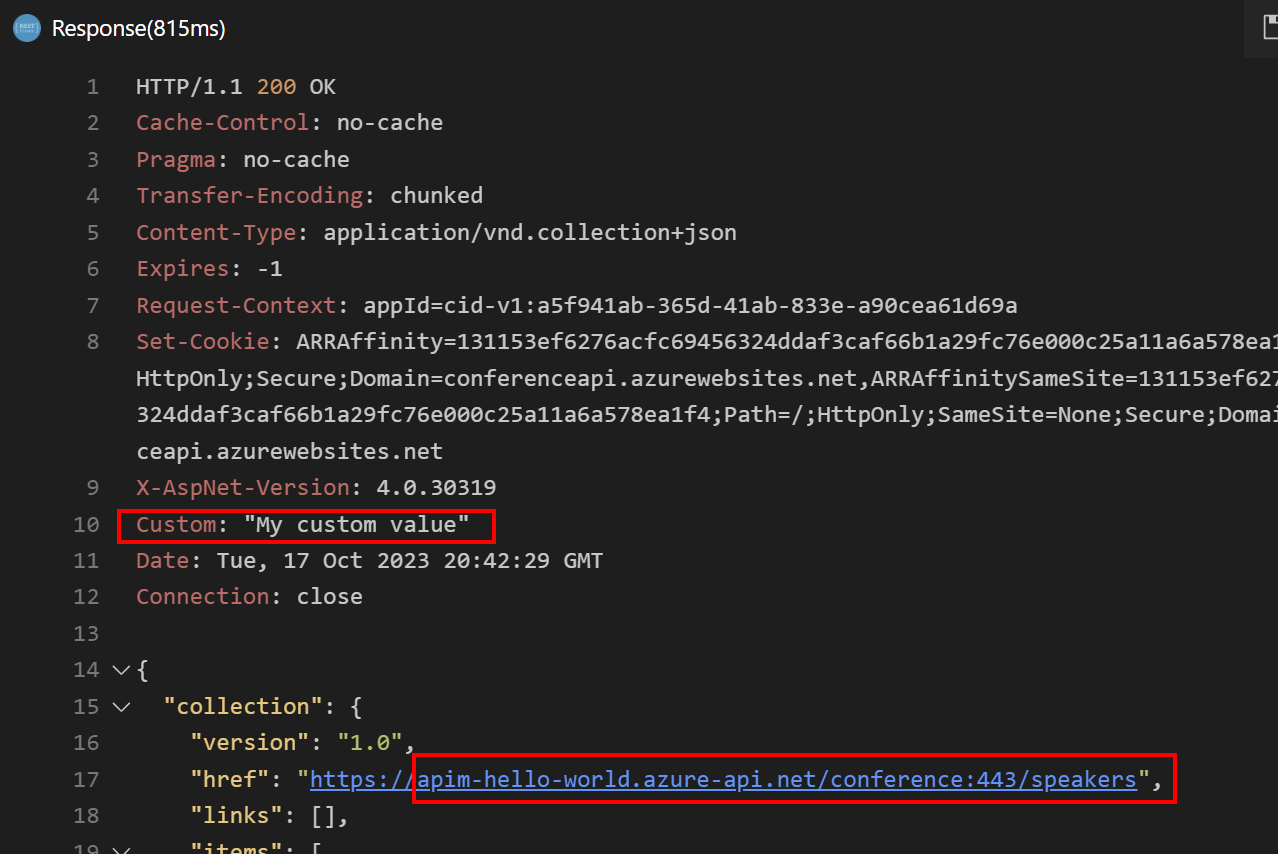 Response(815ms)
1 HTTP/1.1 200 OK
2 Cache-Control: no-cache
3 Pragma: no-cache
4 Transfer-Encoding: chunked
5 Content-Type: application/vnd.collection+json
6 Expires: -1
7 Request-Context: appId=cid-v1:a5f941ab-365d-41ab-833e-a90cea61d69a
8 Set-Cookie: ARRAffinity=131153ef6276acfc69456324ddaf3caf66b1a29fc76e000c25a11a6a578ea1
HttpOnly;Secure;Domain=conferenceapi.azurewebsites.net,ARRAffinitySameSite=131153ef627
324ddaf3caf66b1a29fc76e000c25a11a6a578ea1f4;Path=/;HttpOnly;SameSite=None;Secure;Domai
ceapi.azurewebsites.net
9 X-AspNet-Version: 4.0.30319
10 Custom: "My custom value"
11 Date: Tue, 17 Oct 2023 20:42:29 GMT
12 Connection: close
13
14 {
15 "collection": {
16 "version": "1.0",
17 "href": "https://apim-hello-world.azure-api.net/conference:443/speakers",
18 "links": [],
19 "items": [